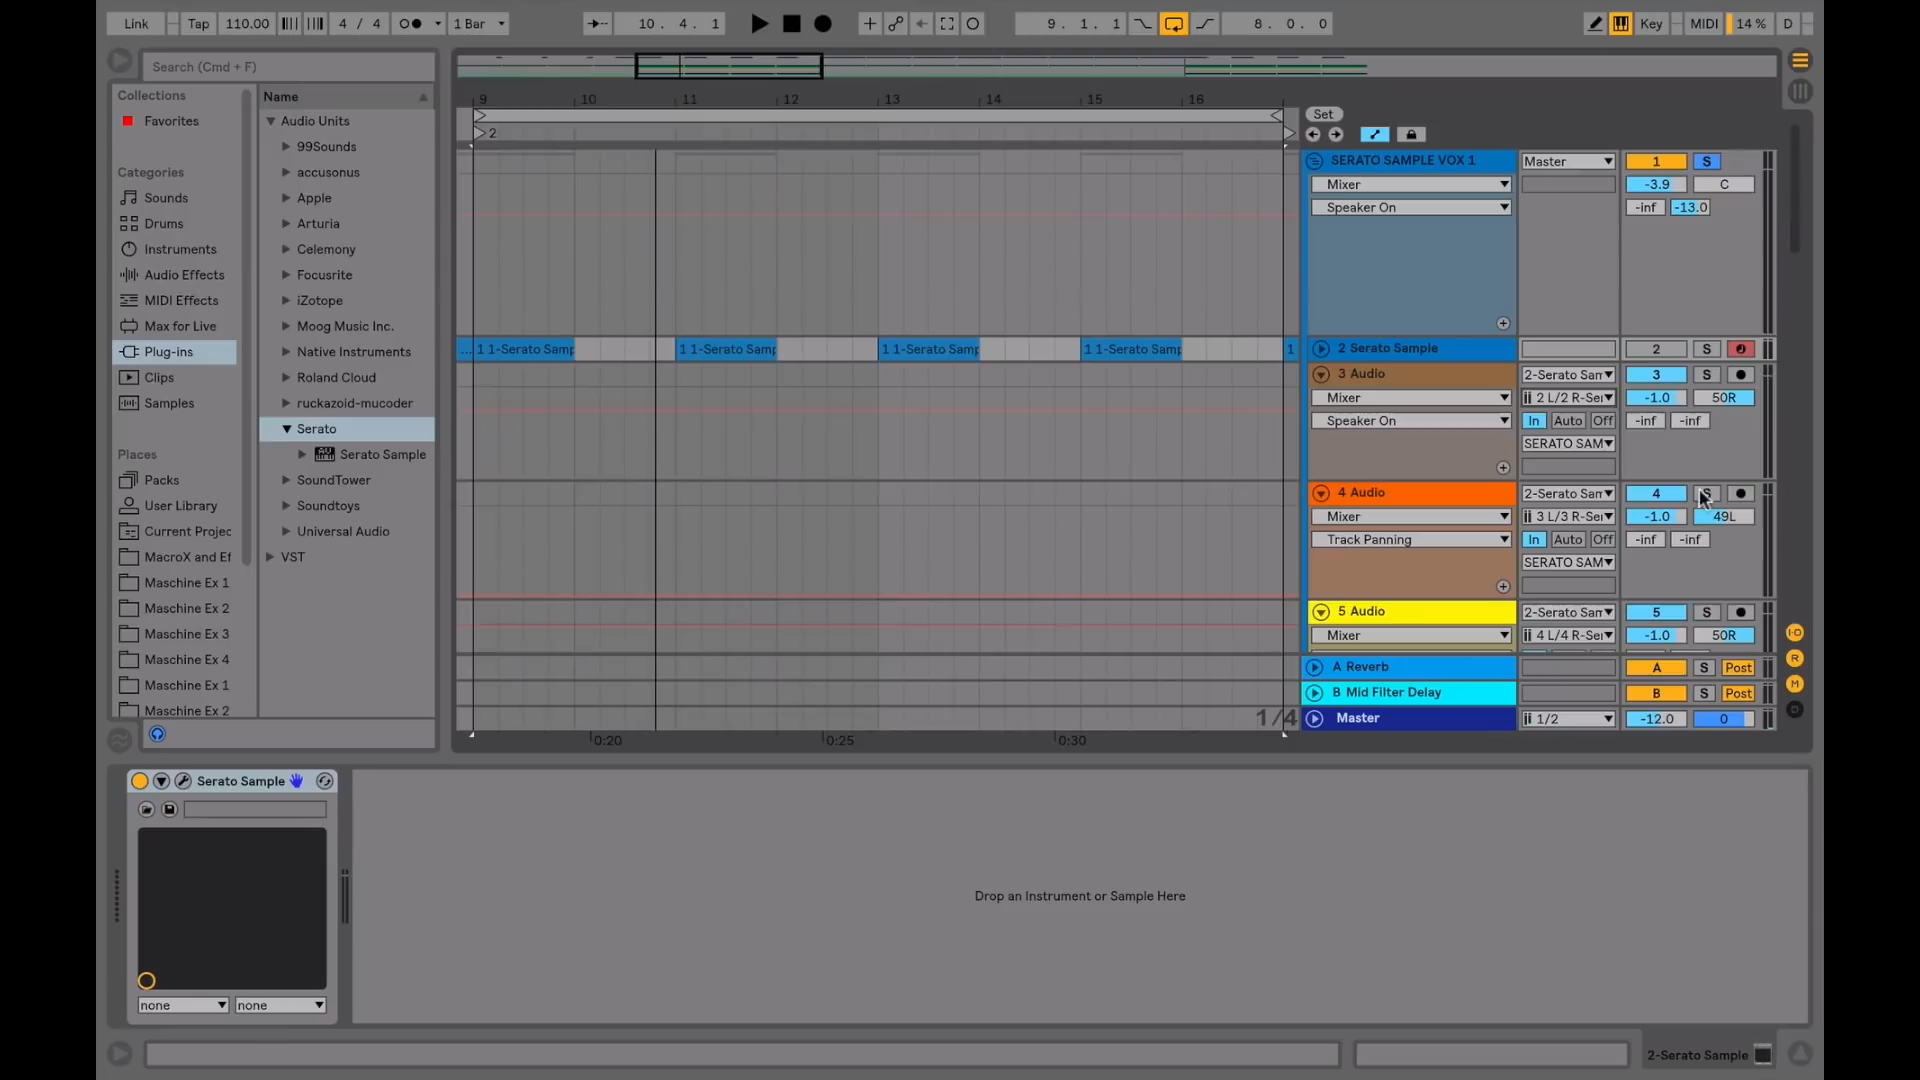 Link Tap 110.00 4 / 4 1 Bar 10. 4. 1 9. 1. 1 8. 0. 0 Key MIDI 14 % D
Search (Cmd + F)
Collections
Favorites
Categories
Sounds
Drums
Instruments
Audio Effects
MIDI Effects
Max for Live
Plug-ins
Clips
Samples
Places
Packs
User Library
Current Projec
MacroX and Ef
Maschine Ex 1
Maschine Ex 2
Maschine Ex 3
Maschine Ex 4
Maschine Ex 1
Maschine Ex 2
Name
Audio Units
99Sounds
accusonus
Apple
Arturia
Celemony
Focusrite
iZotope
Moog Music Inc.
Native Instruments
Roland Cloud
ruckazoid-mucoder
Serato
Serato Sample
SoundTower
Soundtoys
Universal Audio
VST
9 10 11 12 13 14 15 16
2
... 1 1-Serato Samp 1 1-Serato Samp 1 1-Serato Samp 1 1-Serato Samp 1
1/4
0:20 0:25 0:30
Set
SERATO SAMPLE VOX 1 Master 1 S
Mixer -3.9 C
Speaker On -inf -13.0
2 Serato Sample 2 S
3 Audio 2-Serato Sam 3 S
Mixer 2 L/2 R-Ser -1.0 50R
Speaker On In Auto Off -inf -inf
SERATO SAM
4 Audio 2-Serato Sam 4 S
Mixer 3 L/3 R-Ser -1.0 49L
Track Panning In Auto Off -inf -inf
SERATO SAM
5 Audio 2-Serato Sam 5 S
Mixer 4 L/4 R-Ser -1.0 50R
A Reverb A S Post
B Mid Filter Delay B S Post
Master 1/2 -12.0 0
I-O
R
M
D
Serato Sample
none none
Drop an Instrument or Sample Here
2-Serato Sample